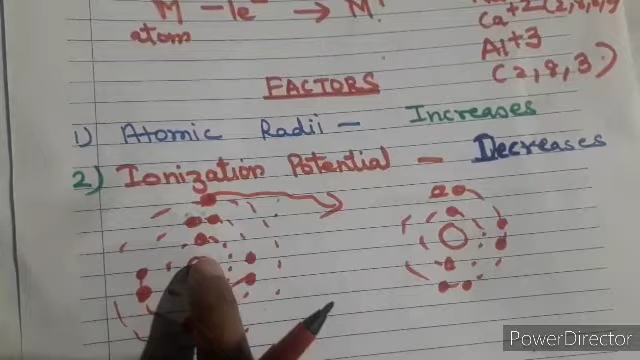 M - 1e⁻ → M⁺
atom
Ca+2
Al+3
(2,8,3)
FACTORS
1) Atomic Radii - Increases
2) Ionization Potential - Decreases
PowerDirector